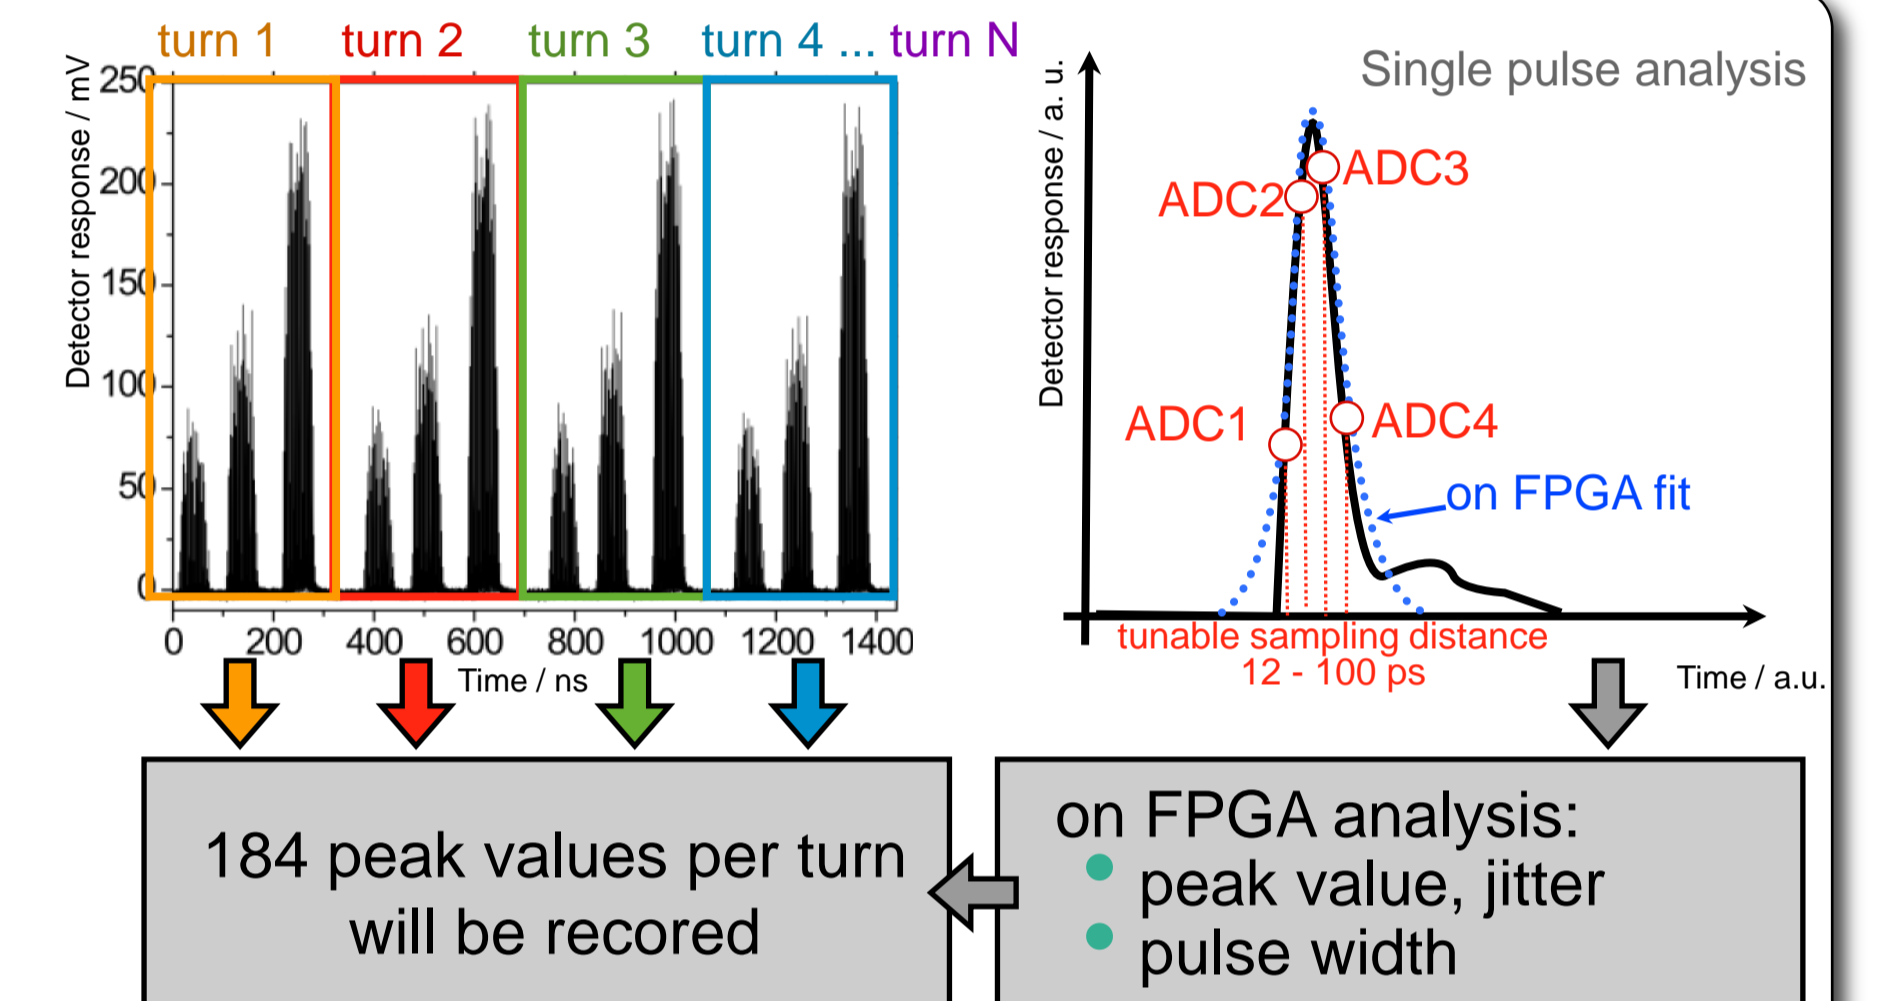 turn 1 turn 2 turn 3 turn 4 ... turn N
Detector response / mV
250
200
150
100
50
0
0 200 400 600 800 1000 1200 1400
Time / ns
Single pulse analysis
Detector response / a. u.
ADC3
ADC2
ADC1
ADC4
on FPGA fit
tunable sampling distance
12 - 100 ps
Time / a.u.
184 peak values per turn
will be recored
on FPGA analysis:
peak value, jitter
pulse width